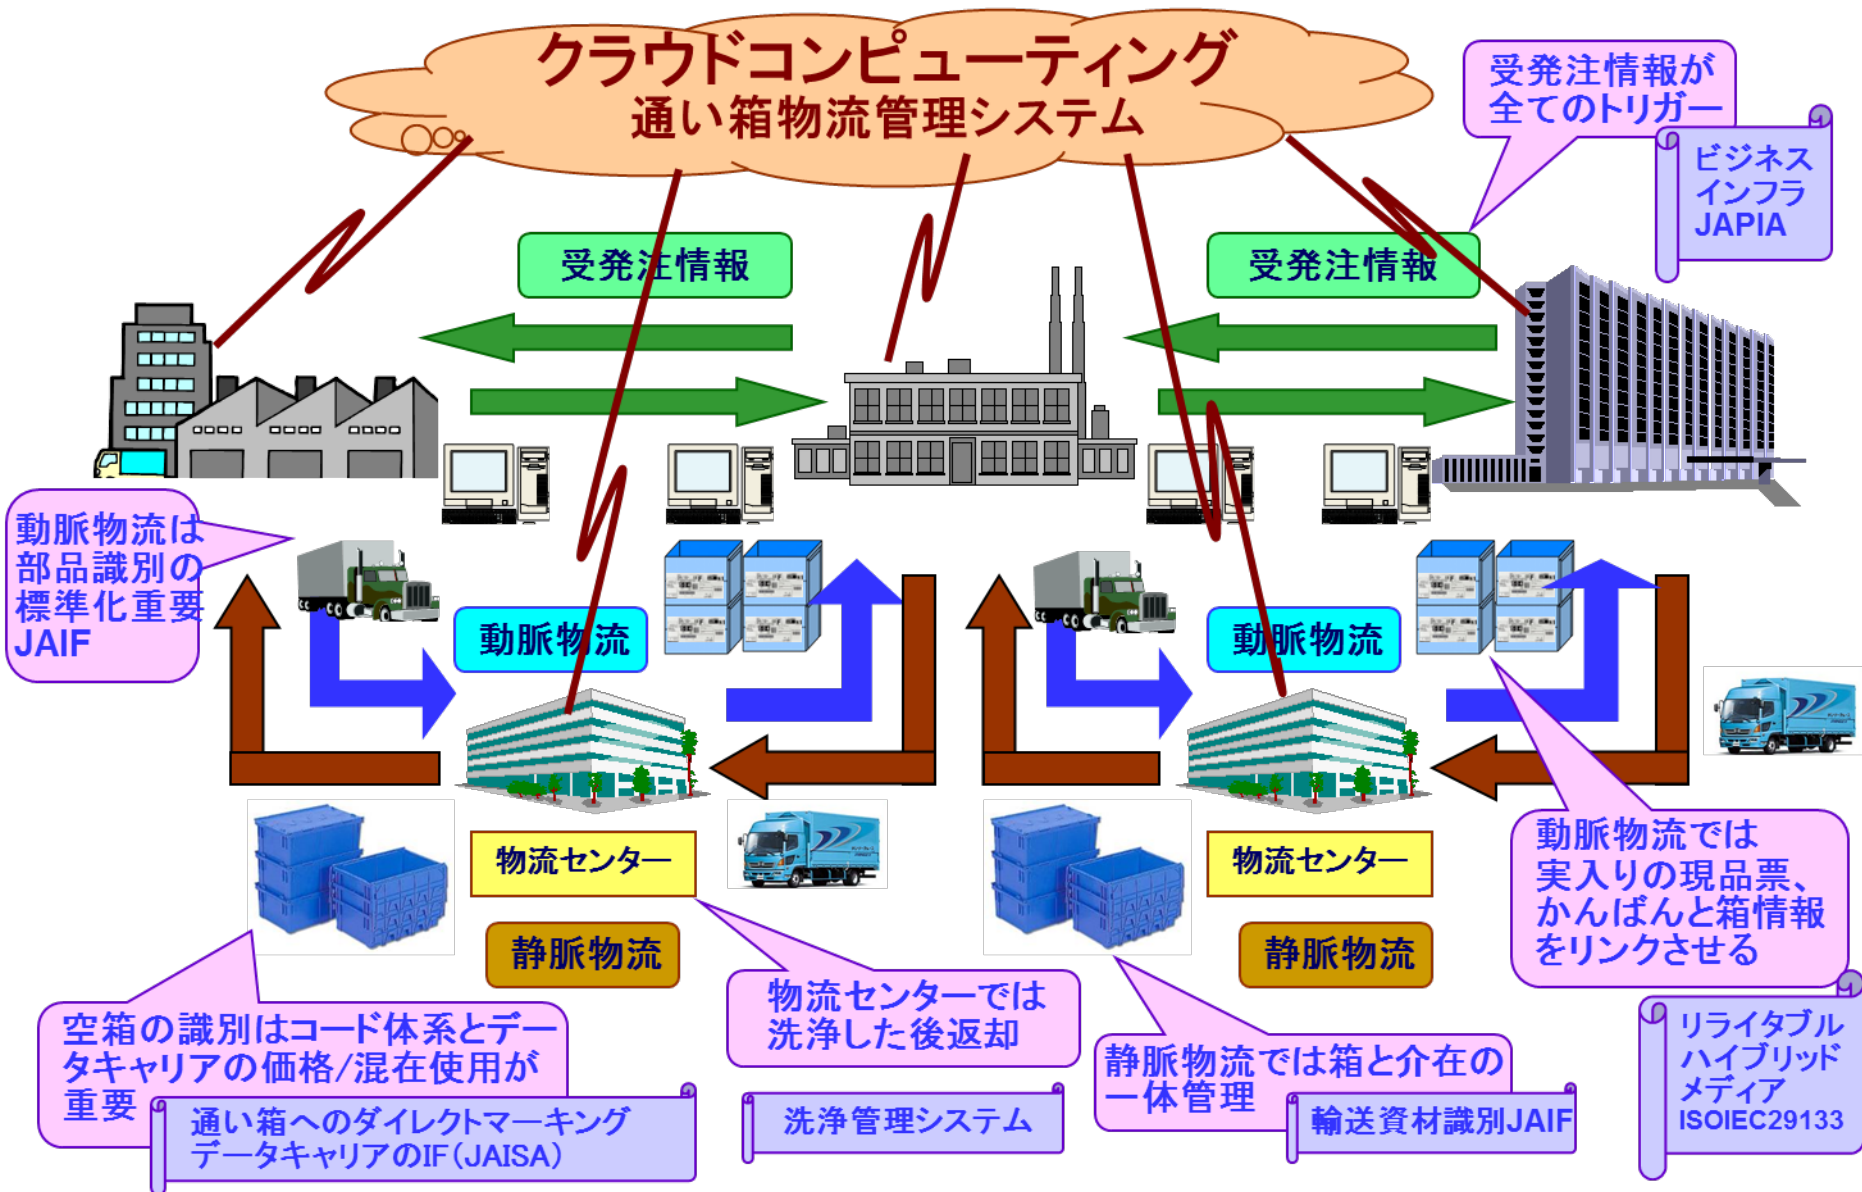 クラウドコンピューティング
通い箱物流管理システム
受発注情報が
全てのトリガー
ビジネス
インフラ
JAPIA
受発注情報
受発注情報
動脈物流は
部品識別の
標準化重要
JAIF
動脈物流
動脈物流
物流センター
物流センター
動脈物流では
実入りの現品票、
かんばんと箱情報
をリンクさせる
静脈物流
静脈物流
空箱の識別はコード体系とデー
タキャリアの価格/混在使用が
重要
通い箱へのダイレクトマーキング
データキャリアのIF(JAISA)
物流センターでは
洗浄した後返却
洗浄管理システム
静脈物流では箱と介在の
一体管理
輸送資材識別JAIF
リライタブル
ハイブリッド
メディア
ISOIEC29133